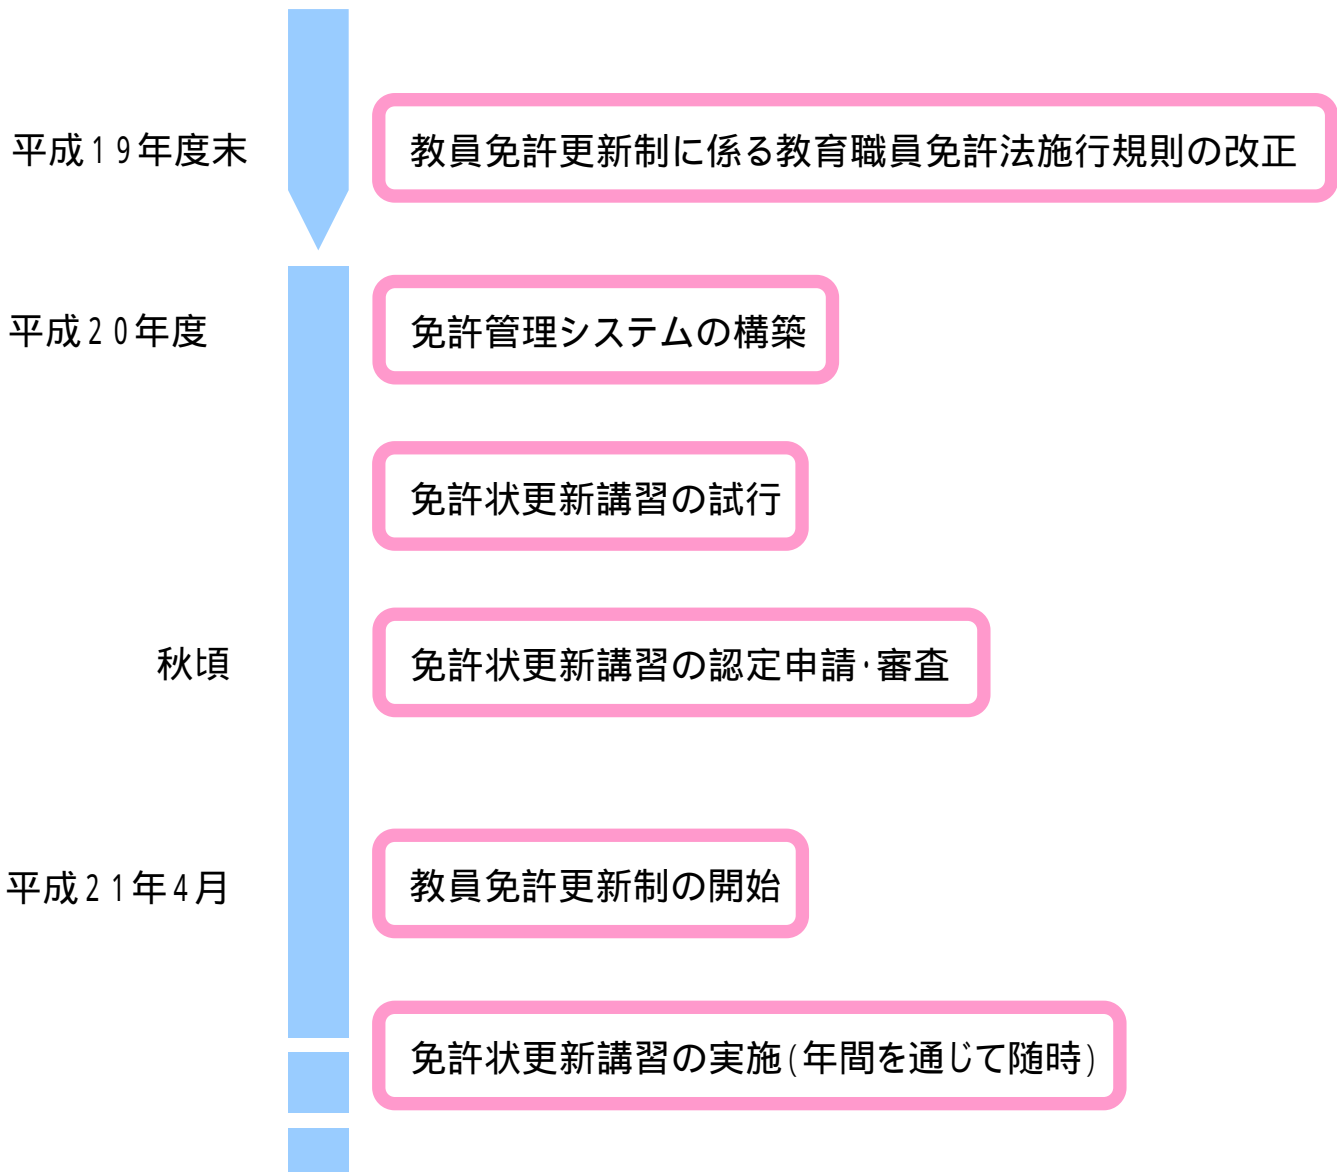 平成19年度末
教員免許更新制に係る教育職員免許法施行規則の改正
平成20年度
免許管理システムの構築
免許状更新講習の試行
秋頃
免許状更新講習の認定申請・審査
平成21年4月
教員免許更新制の開始
免許状更新講習の実施(年間を通じて随時)